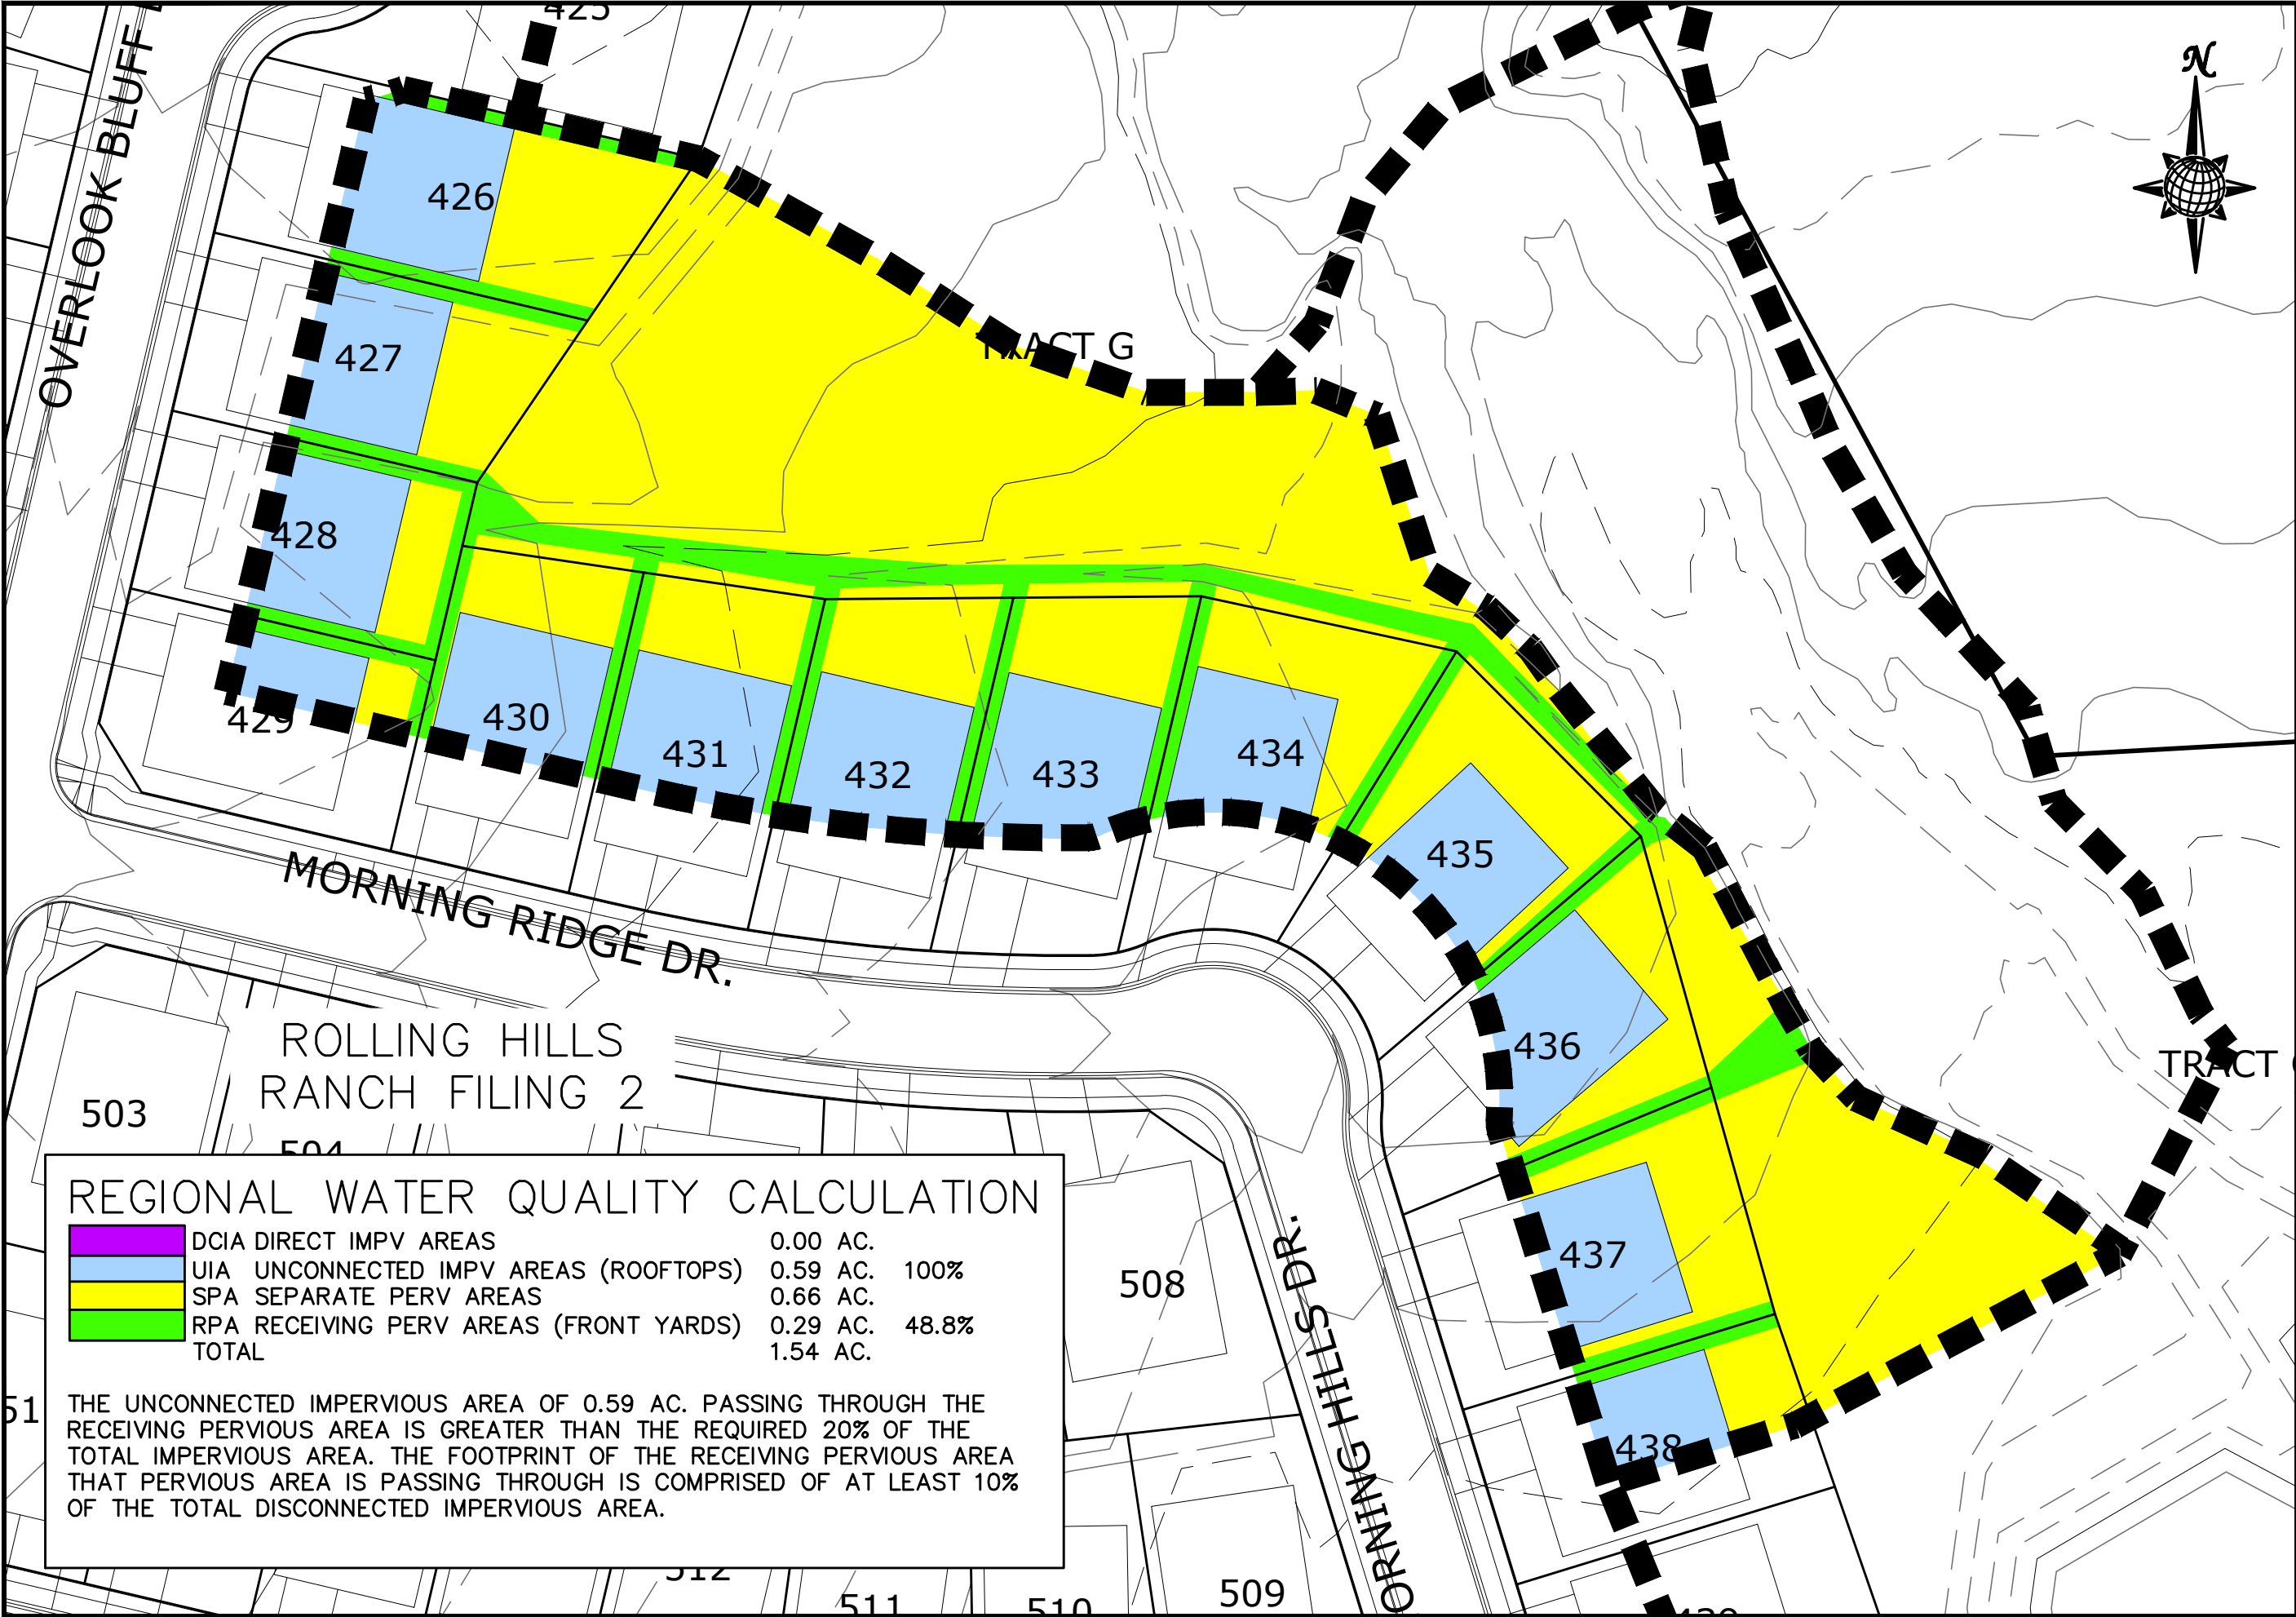 425
N
OVERLOOK BLUFF
426
TRACT G
427
428
429
430
431
432
433
434
435
436
437
438
MORNING RIDGE DR.
ROLLING HILLS
RANCH FILING 2
TRACT
503
504
508
MORNING HILLS DR.
REGIONAL WATER QUALITY CALCULATION
DCIA DIRECT IMPV AREAS 0.00 AC.
UIA UNCONNECTED IMPV AREAS (ROOFTOPS) 0.59 AC. 100%
SPA SEPARATE PERV AREAS 0.66 AC.
RPA RECEIVING PERV AREAS (FRONT YARDS) 0.29 AC. 48.8%
TOTAL 1.54 AC.
THE UNCONNECTED IMPERVIOUS AREA OF 0.59 AC. PASSING THROUGH THE
RECEIVING PERVIOUS AREA IS GREATER THAN THE REQUIRED 20% OF THE
TOTAL IMPERVIOUS AREA. THE FOOTPRINT OF THE RECEIVING PERVIOUS AREA
THAT PERVIOUS AREA IS PASSING THROUGH IS COMPRISED OF AT LEAST 10%
OF THE TOTAL DISCONNECTED IMPERVIOUS AREA.
51
512
511
510
509
439